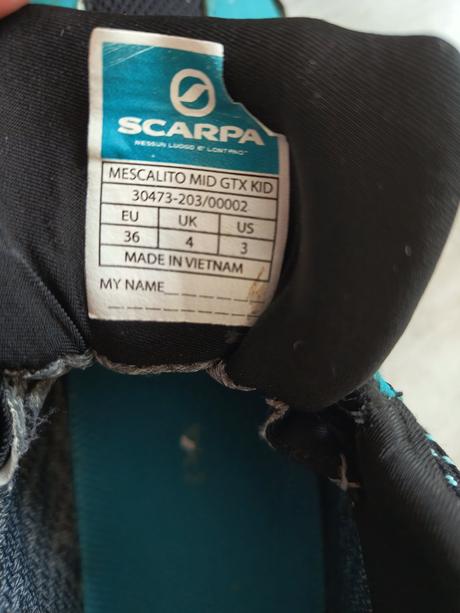 SCARPA
NESSUN LUOGO E' LONTANO™
MESCALITO MID GTX KID
30473-203/00002
EU UK US
36 4 3
MADE IN VIETNAM
MY NAME